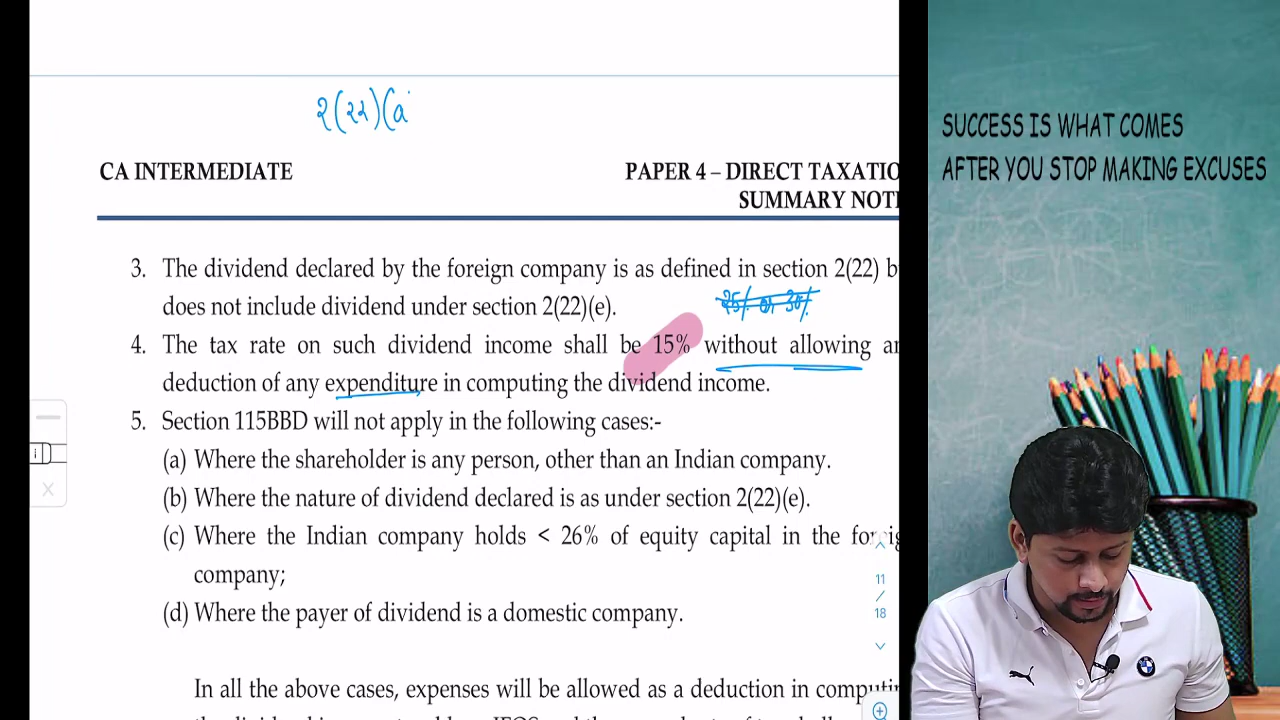 2(22)(a
CA INTERMEDIATE
PAPER 4 – DIRECT TAXATIO
SUMMARY NOT
3. The dividend declared by the foreign company is as defined in section 2(22) b
does not include dividend under section 2(22)(e).
25% or 30%
4. The tax rate on such dividend income shall be 15% without allowing an
deduction of any expenditure in computing the dividend income.
5. Section 115BBD will not apply in the following cases:-
(a) Where the shareholder is any person, other than an Indian company.
(b) Where the nature of dividend declared is as under section 2(22)(e).
(c) Where the Indian company holds < 26% of equity capital in the foreig
company;
(d) Where the payer of dividend is a domestic company.
In all the above cases, expenses will be allowed as a deduction in computin
11
/
18
SUCCESS IS WHAT COMES
AFTER YOU STOP MAKING EXCUSES